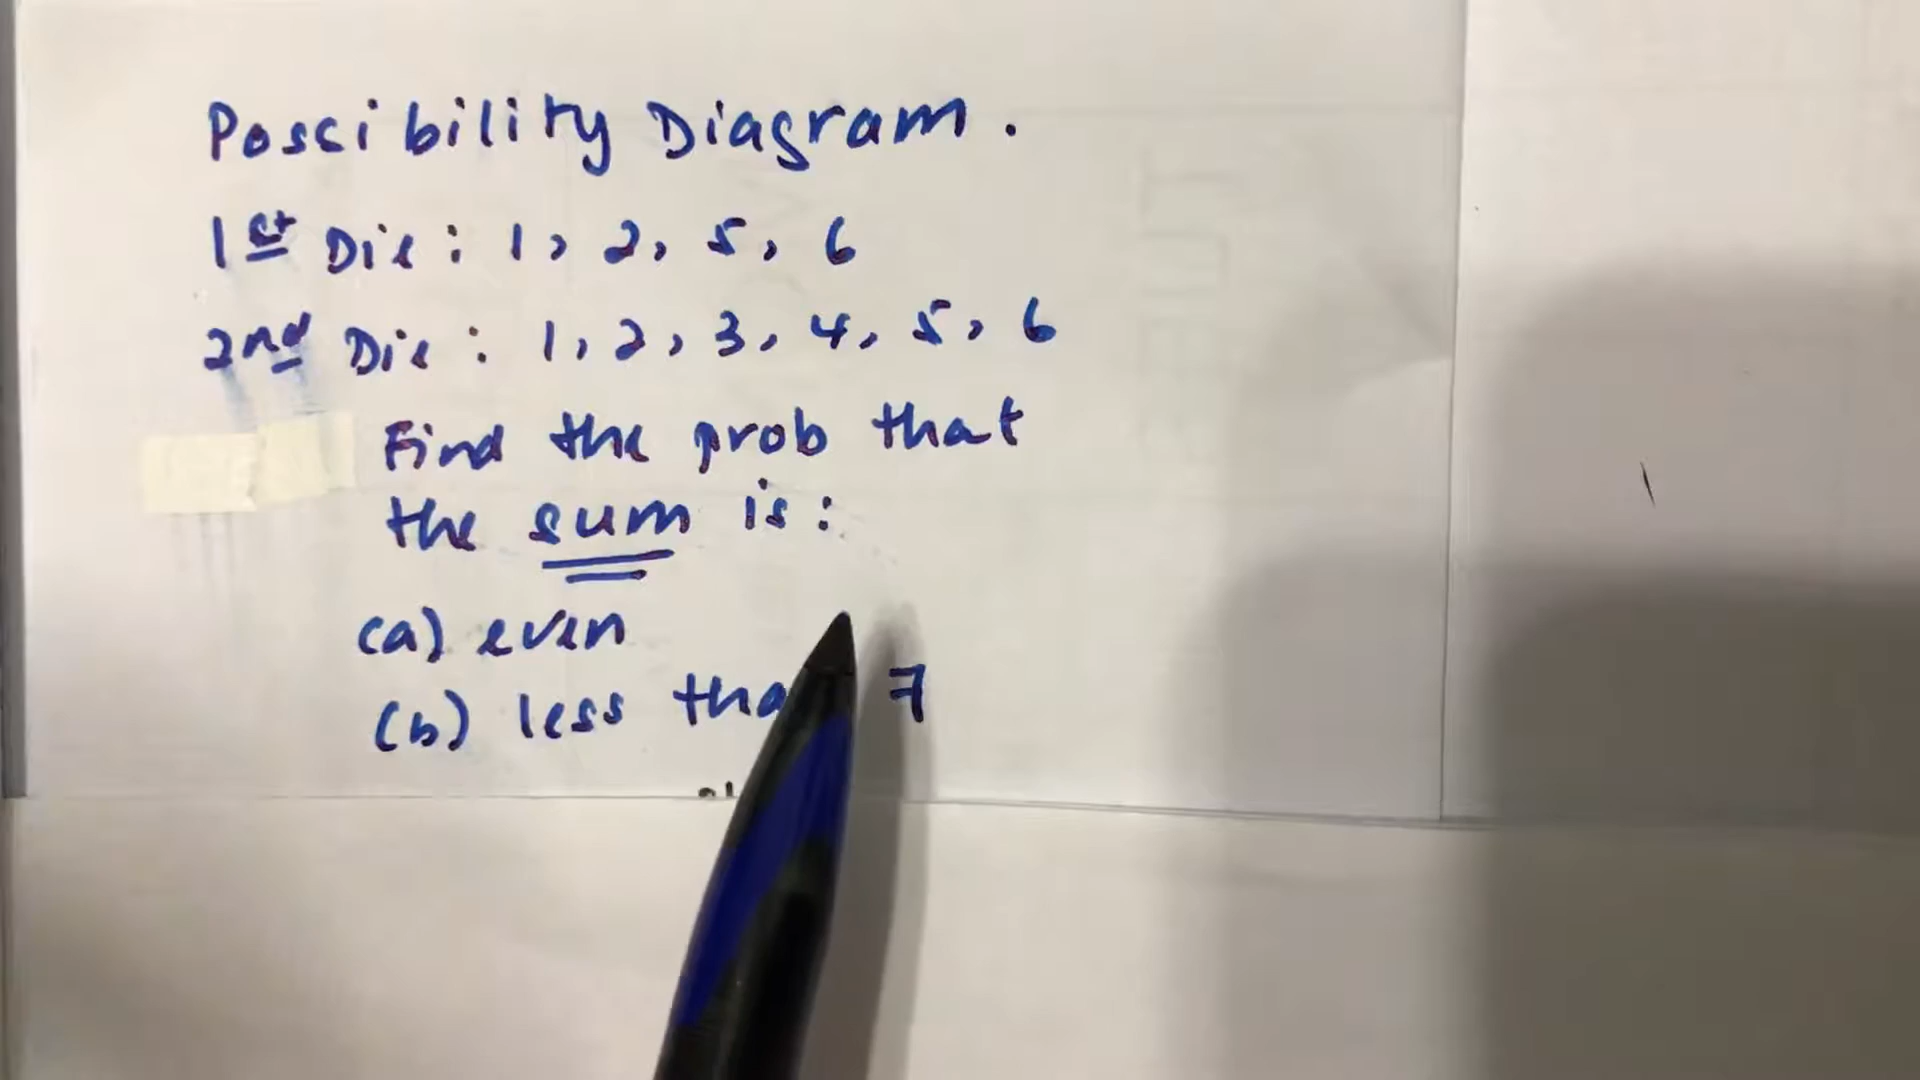 Possibility Diagram.
1st Die: 1, 2, 5, 6
2nd Die: 1, 2, 3, 4, 5, 6
Find the prob that
the sum is:
(a) even
(b) less tha 7